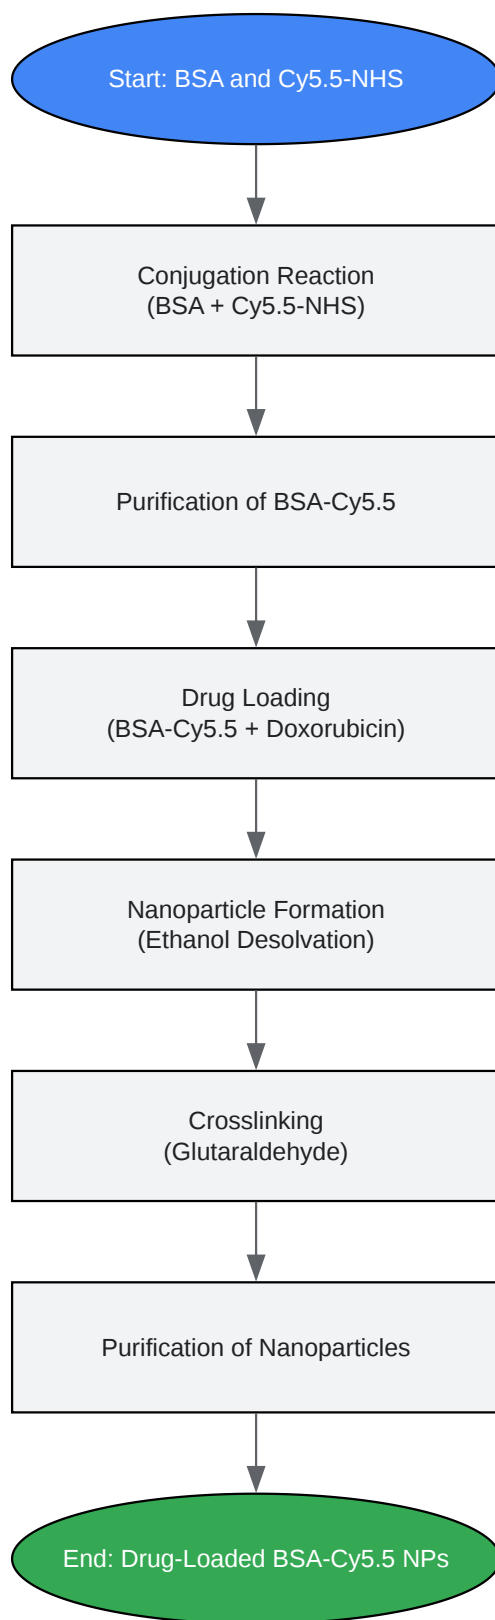 Start: BSA and Cy5.5-NHS
Conjugation Reaction
(BSA + Cy5.5-NHS)
Purification of BSA-Cy5.5
Drug Loading
(BSA-Cy5.5 + Doxorubicin)
Nanoparticle Formation
(Ethanol Desolvation)
Crosslinking
(Glutaraldehyde)
Purification of Nanoparticles
End: Drug-Loaded BSA-Cy5.5 NPs